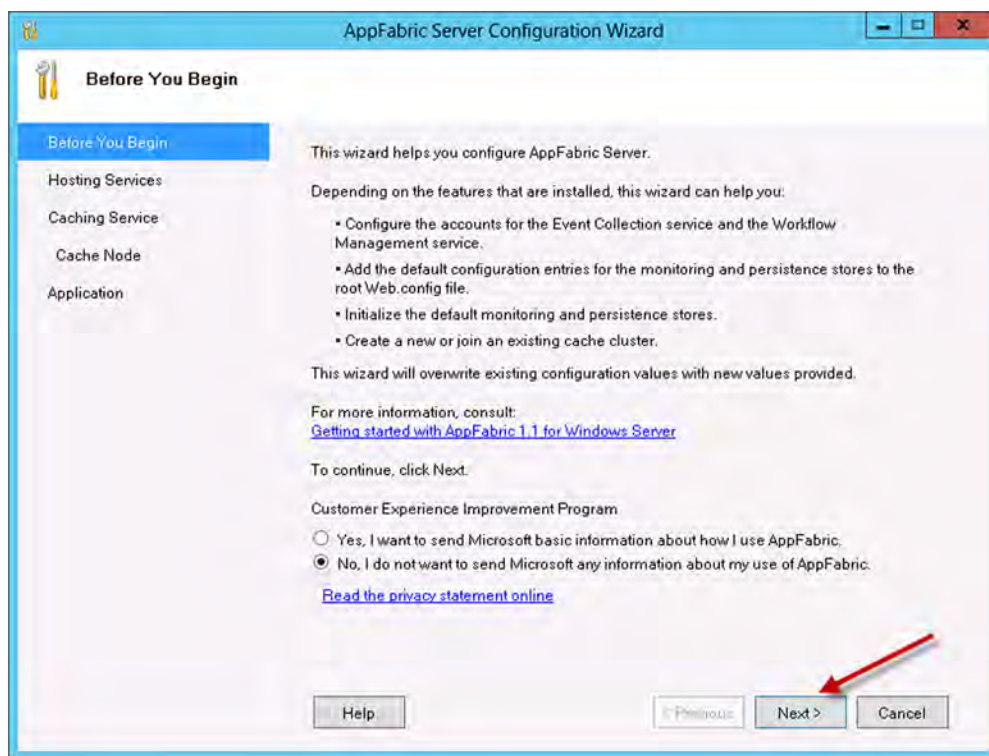 AppFabric Server Configuration Wizard
Before You Begin
Before You Begin
Hosting Services
Caching Service
Cache Node
Application
This wizard helps you configure AppFabric Server.
Depending on the features that are installed, this wizard can help you:
▪ Configure the accounts for the Event Collection service and the Workflow
Management service.
▪ Add the default configuration entries for the monitoring and persistence stores to the
root Web.config file.
▪ Initialize the default monitoring and persistence stores.
▪ Create a new or join an existing cache cluster.
This wizard will overwrite existing configuration values with new values provided.
For more information, consult:
Getting started with AppFabric 1.1 for Windows Server
To continue, click Next.
Customer Experience Improvement Program
Yes, I want to send Microsoft basic information about how I use AppFabric.
No, I do not want to send Microsoft any information about my use of AppFabric.
Read the privacy statement online
Help
< Previous
Next >
Cancel